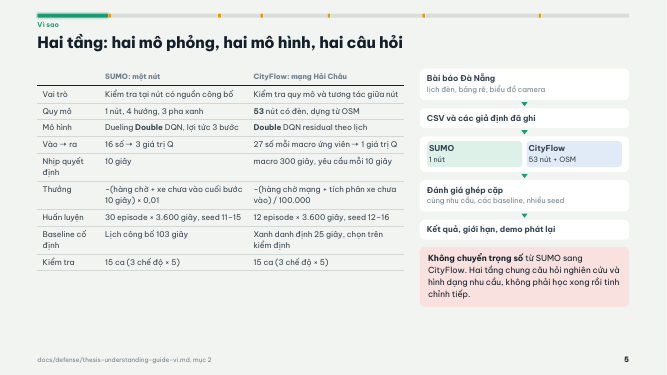 Vì sao
Hai tầng: hai mô phỏng, hai mô hình, hai câu hỏi
SUMO: một nút CityFlow: mạng Hải Châu
Vai trò Kiểm tra tại nút có nguồn công bố Kiểm tra quy mô và tương tác giữa nút
Quy mô 1 nút, 4 hướng, 3 pha xanh 53 nút có đèn, dựng từ OSM
Mô hình Dueling Double DQN, lợi tức 3 bước Double DQN residual theo lịch
Vào → ra 16 số → 3 giá trị Q 27 số mỗi macro ứng viên → 1 giá trị Q
Nhịp quyết định 10 giây macro 300 giây, yêu cầu mỗi 10 giây
Thưởng -(hàng chờ + xe chưa vào cuối bước 10 giây) × 0,01 -(hàng chờ mạng + tích phân xe chưa vào) / 100.000
Huấn luyện 30 episode × 3.600 giây, seed 11-15 12 episode × 3.600 giây, seed 12-16
Baseline cố định Lịch công bố 103 giây Xanh danh định 25 giây, chọn trên kiểm định
Kiểm tra 15 ca (3 chế độ × 5) 15 ca (3 chế độ × 5)
Bài báo Đà Nẵng
lịch đèn, bảng rẽ, biểu đồ camera
CSV và các giả định đã ghi
SUMO
1 nút
CityFlow
53 nút + OSM
Đánh giá ghép cặp
cùng nhu cầu, các baseline, nhiều seed
Kết quả, giới hạn, demo phát lại
Không chuyển trọng số từ SUMO sang
CityFlow. Hai tầng chung câu hỏi nghiên cứu và
hình dạng nhu cầu, không phải học xong rồi tinh
chỉnh tiếp.
docs/defense/thesis-understanding-guide-vi.md, mục 2
5